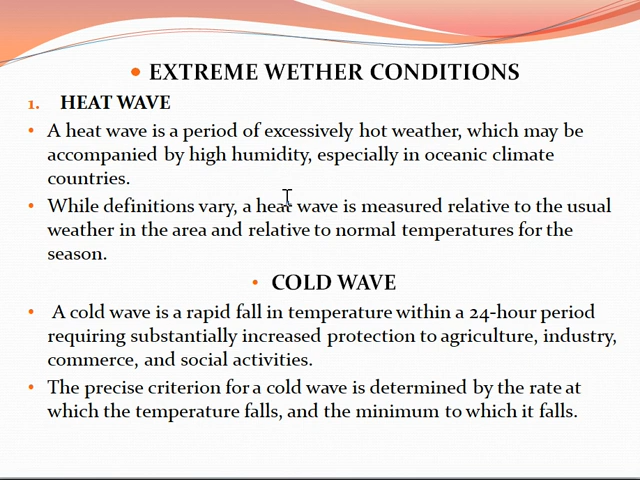 • EXTREME WETHER CONDITIONS
1. HEAT WAVE
• A heat wave is a period of excessively hot weather, which may be
accompanied by high humidity, especially in oceanic climate
countries.
• While definitions vary, a heat wave is measured relative to the usual
weather in the area and relative to normal temperatures for the
season.
• COLD WAVE
• A cold wave is a rapid fall in temperature within a 24-hour period
requiring substantially increased protection to agriculture, industry,
commerce, and social activities.
• The precise criterion for a cold wave is determined by the rate at
which the temperature falls, and the minimum to which it falls.